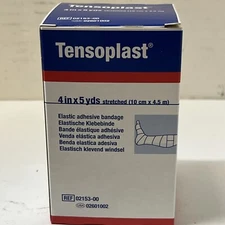 Tensoplast®
4 in x 5 yds stretched (10 cm x 4.5 m)
Elastic adhesive bandage
Elastische Klebebinde
Bande élastique adhésive
Venda elástica adhesiva
Benda elastica adesiva
Elastisch klevend windsel
REF 02153-00
02601002